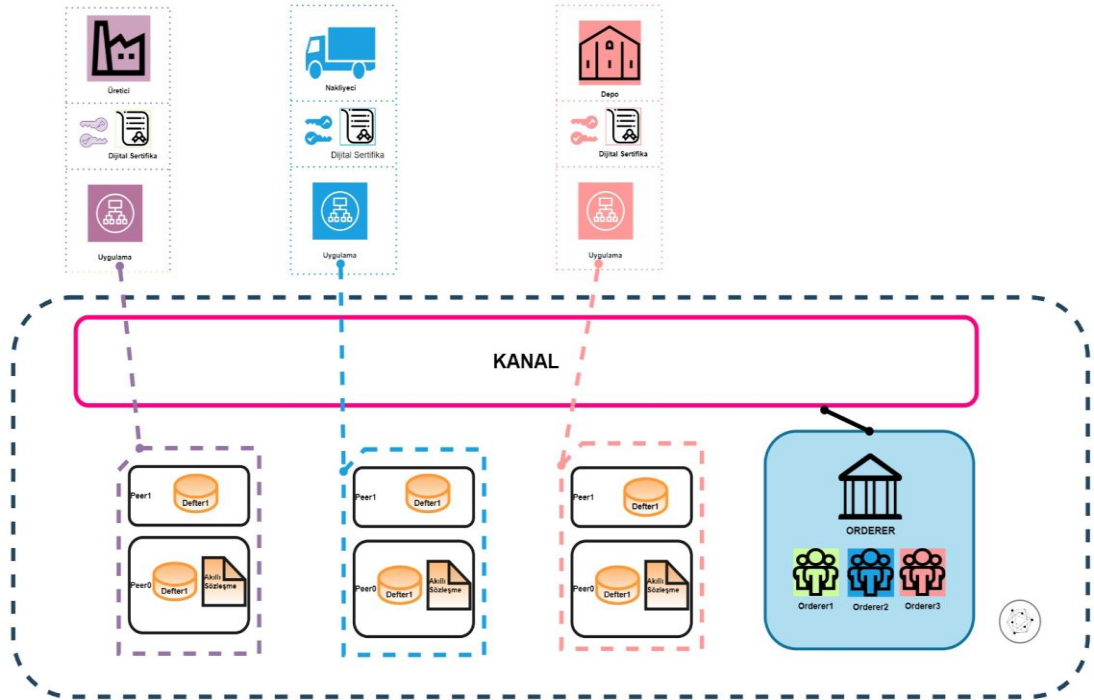 Üretici
Nakliyeci
Depo
Dijital Sertifika
Dijital Sertifika
Dijital Sertifika
Uygulama
Uygulama
Uygulama
KANAL
Peer1
Defter1
Peer1
Defter1
Peer1
Defter1
Peer0
Defter1
Akıllı
Sözleşme
Peer0
Defter1
Akıllı
Sözleşme
Peer0
Defter1
Akıllı
Sözleşme
ORDERER
Orderer1
Orderer2
Orderer3